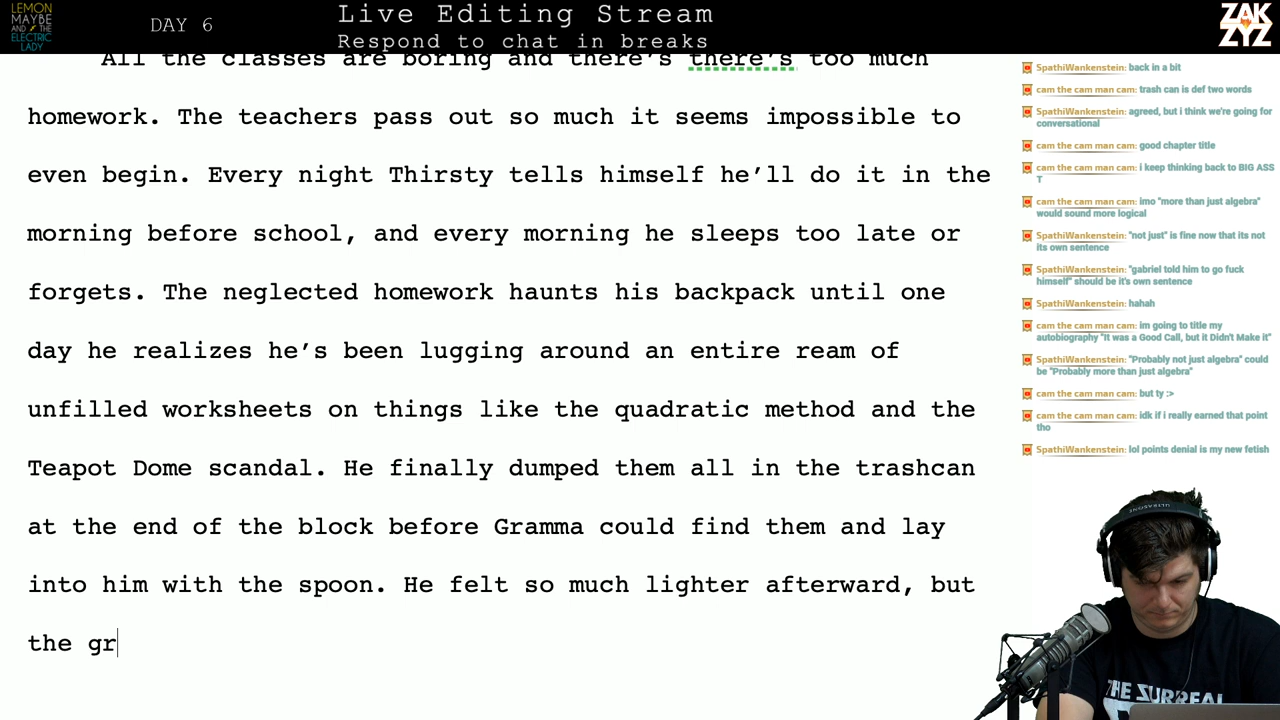 LEMON
MAYBE
AND THE
ELECTRIC
LADY
DAY 6
Live Editing Stream
Respond to chat in breaks
ZAK
ZYZ
All the classes are boring and there's there's too much
homework. The teachers pass out so much it seems impossible to
even begin. Every night Thirsty tells himself he'll do it in the
morning before school, and every morning he sleeps too late or
forgets. The neglected homework haunts his backpack until one
day he realizes he's been lugging around an entire ream of
unfilled worksheets on things like the quadratic method and the
Teapot Dome scandal. He finally dumped them all in the trashcan
at the end of the block before Gramma could find them and lay
into him with the spoon. He felt so much lighter afterward, but
the gr
SpathiWankenstein: back in a bit
cam the cam man cam: trash can is def two words
SpathiWankenstein: agreed, but i think we're going for
conversational
cam the cam man cam: good chapter title
cam the cam man cam: i keep thinking back to BIG ASS
T
cam the cam man cam: imo "more than just algebra"
would sound more logical
SpathiWankenstein: "not just" is fine now that its not
its own sentence
SpathiWankenstein: "gabriel told him to go fuck
himself" should be it's own sentence
SpathiWankenstein: hahah
cam the cam man cam: im going to title my
autobiography "It was a Good Call, but it Didn't Make it"
SpathiWankenstein: "Probably not just algebra" could
be "Probably more than just algebra"
cam the cam man cam: but ty :>
cam the cam man cam: idk if i really earned that point
tho
SpathiWankenstein: lol points denial is my new fetish
ULTRASONE
THE SURREAL